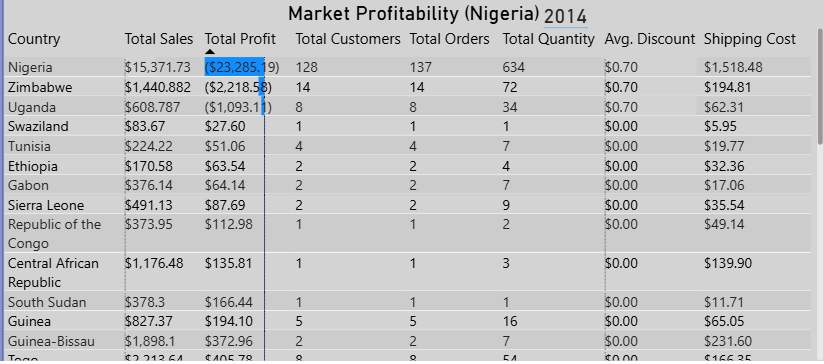 Market Profitability (Nigeria) 2014
Country Total Sales Total Profit Total Customers Total Orders Total Quantity Avg. Discount Shipping Cost
Nigeria $15,371.73 ($23,285.19) 128 137 634 $0.70 $1,518.48
Zimbabwe $1,440.882 ($2,218.58) 14 14 72 $0.70 $194.81
Uganda $608.787 ($1,093.11) 8 8 34 $0.70 $62.31
Swaziland $83.67 $27.60 1 1 1 $0.00 $5.95
Tunisia $224.22 $51.06 4 4 7 $0.00 $19.77
Ethiopia $170.58 $63.54 2 2 4 $0.00 $32.36
Gabon $376.14 $64.14 2 2 7 $0.00 $17.06
Sierra Leone $491.13 $87.69 2 2 9 $0.00 $35.54
Republic of the $373.95 $112.98 1 1 2 $0.00 $49.14
Congo
Central African $1,176.48 $135.81 1 1 3 $0.00 $139.90
Republic
South Sudan $378.3 $166.44 1 1 1 $0.00 $11.71
Guinea $827.37 $194.10 5 5 16 $0.00 $65.05
Guinea-Bissau $1,898.1 $372.96 2 2 7 $0.00 $231.60
Togo $2,213.64 $405.78 8 8 54 $0.00 $166.35